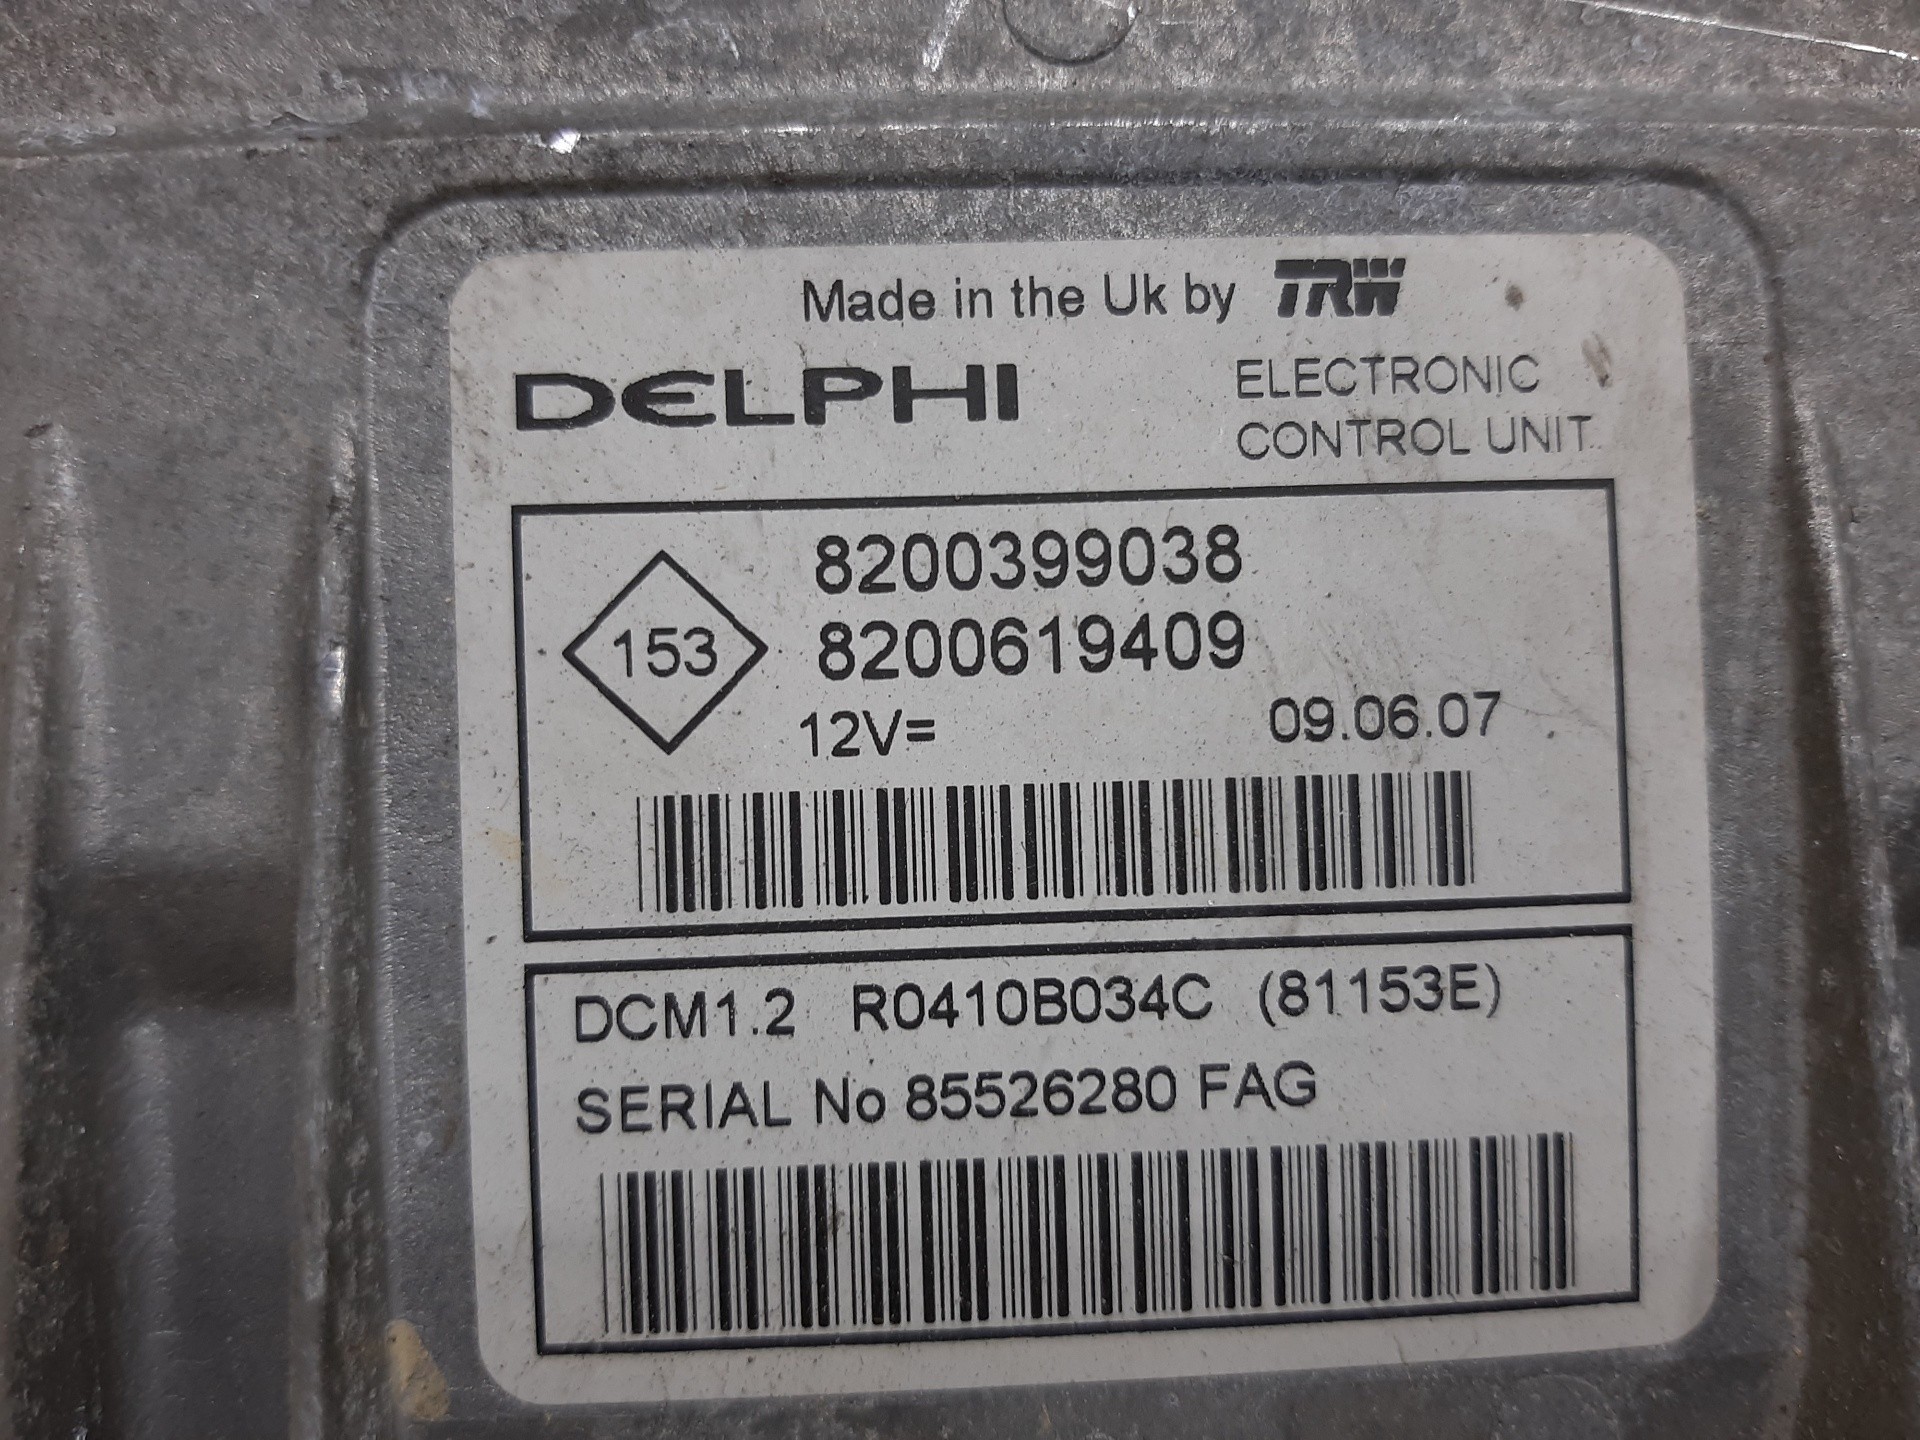 Made in the Uk by TRW
DELPHI
ELECTRONIC
CONTROL UNIT
153
8200399038
8200619409
12V=
09.06.07
DCM1.2 R0410B034C (81153E)
SERIAL No 85526280 FAG